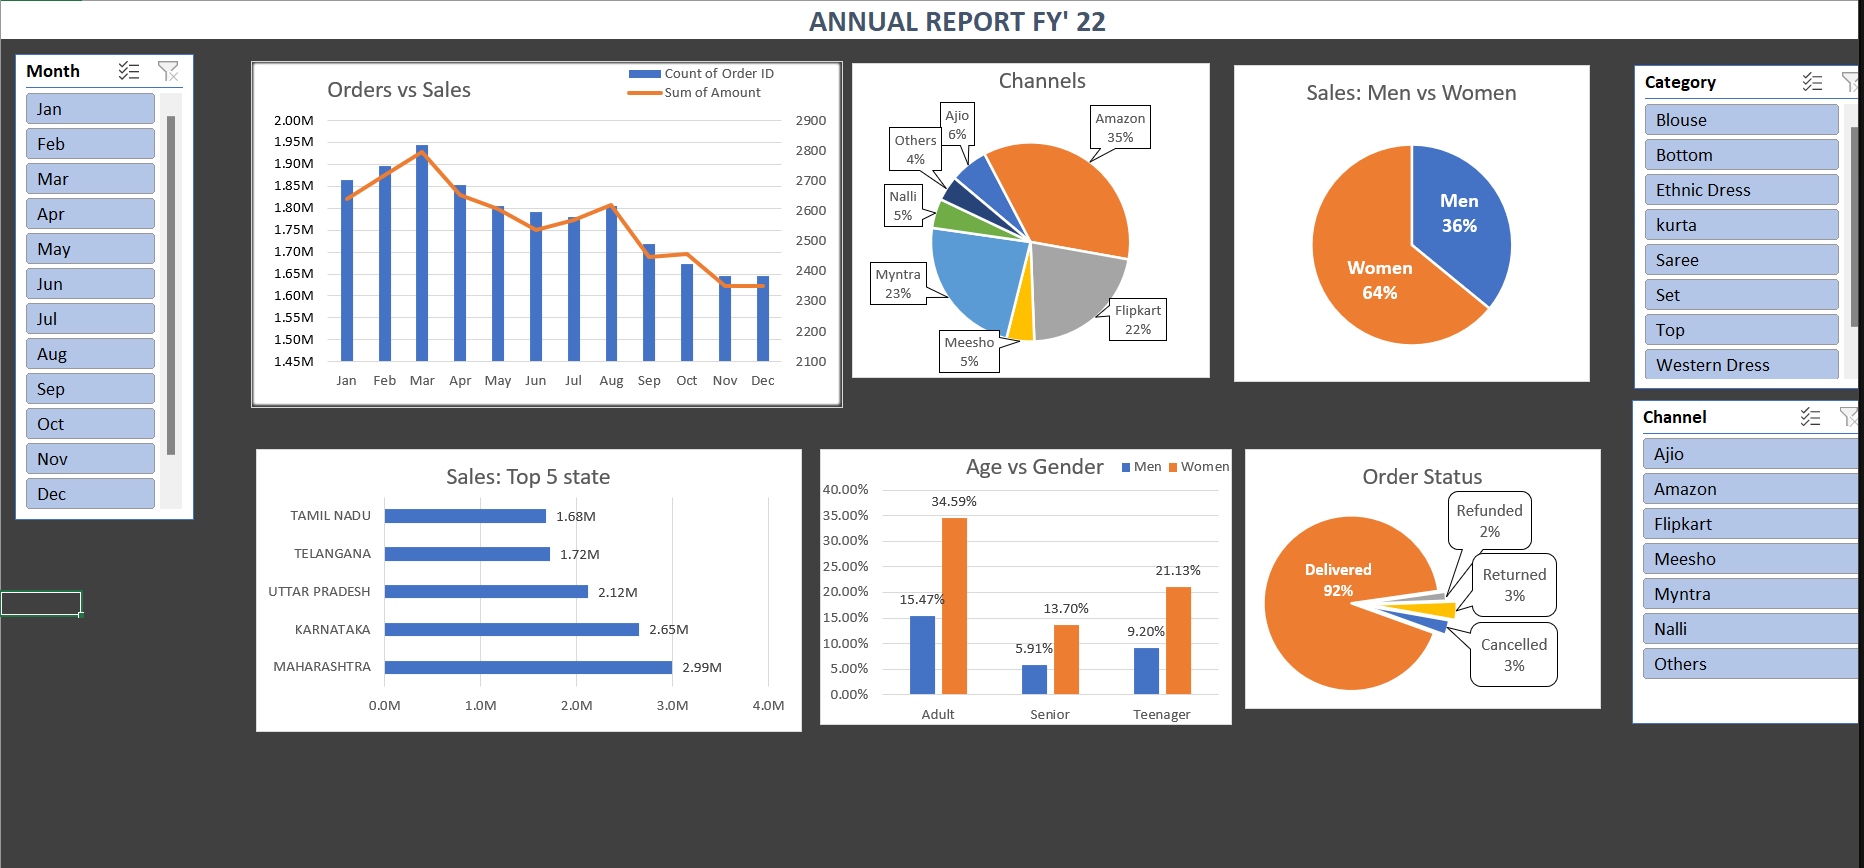 ANNUAL REPORT FY' 22
Month
Jan
Feb
Mar
Apr
May
Jun
Jul
Aug
Sep
Oct
Nov
Dec
Orders vs Sales
Count of Order ID
Sum of Amount
2.00M
1.95M
1.90M
1.85M
1.80M
1.75M
1.70M
1.65M
1.60M
1.55M
1.50M
1.45M
2900
2800
2700
2600
2500
2400
2300
2200
2100
Jan Feb Mar Apr May Jun Jul Aug Sep Oct Nov Dec
Channels
Ajio
6%
Amazon
35%
Others
4%
Nalli
5%
Myntra
23%
Flipkart
22%
Meesho
5%
Sales: Men vs Women
Men
36%
Women
64%
Category
Blouse
Bottom
Ethnic Dress
kurta
Saree
Set
Top
Western Dress
Channel
Ajio
Amazon
Flipkart
Meesho
Myntra
Nalli
Others
Sales: Top 5 state
TAMIL NADU 1.68M
TELANGANA 1.72M
UTTAR PRADESH 2.12M
KARNATAKA 2.65M
MAHARASHTRA 2.99M
0.0M 1.0M 2.0M 3.0M 4.0M
Age vs Gender
Men Women
40.00%
35.00%
30.00%
25.00%
20.00%
15.00%
10.00%
5.00%
0.00%
34.59%
15.47%
13.70%
5.91%
21.13%
9.20%
Adult Senior Teenager
Order Status
Refunded
2%
Delivered
92%
Returned
3%
Cancelled
3%